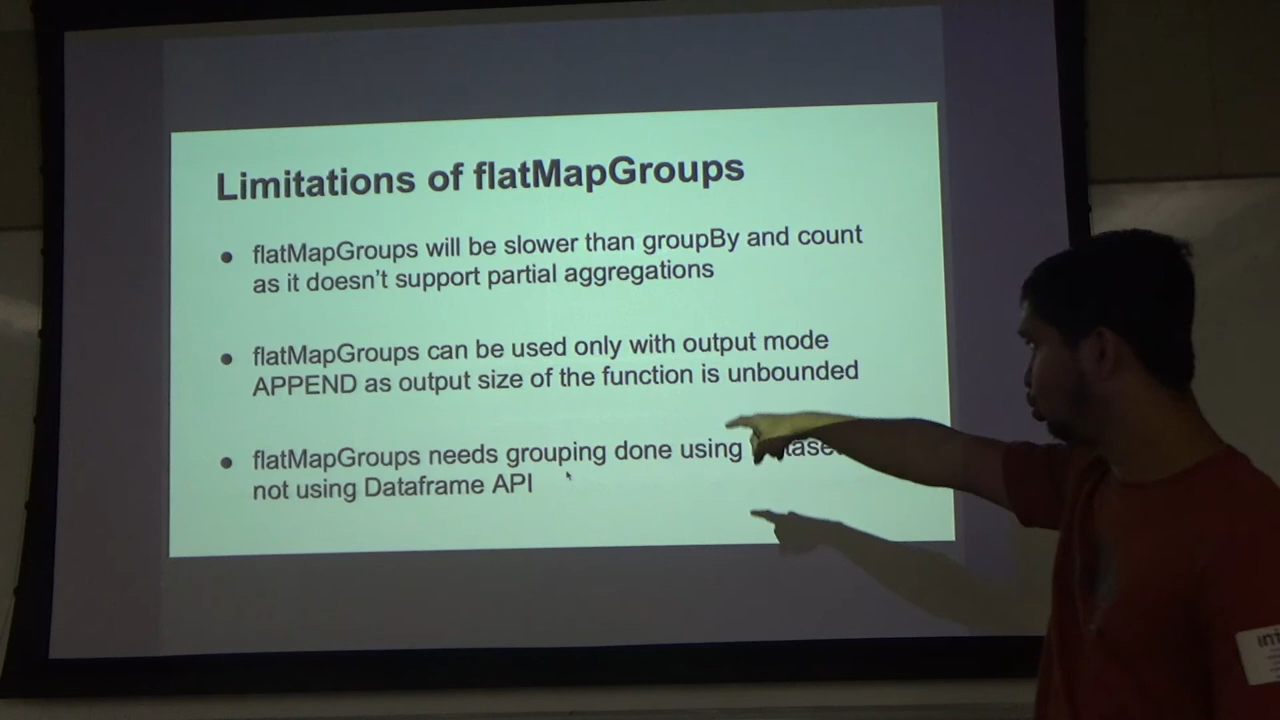 Limitations of flatMapGroups
● flatMapGroups will be slower than groupBy and count
as it doesn't support partial aggregations
● flatMapGroups can be used only with output mode
APPEND as output size of the function is unbounded
● flatMapGroups needs grouping done using
not using Dataframe API